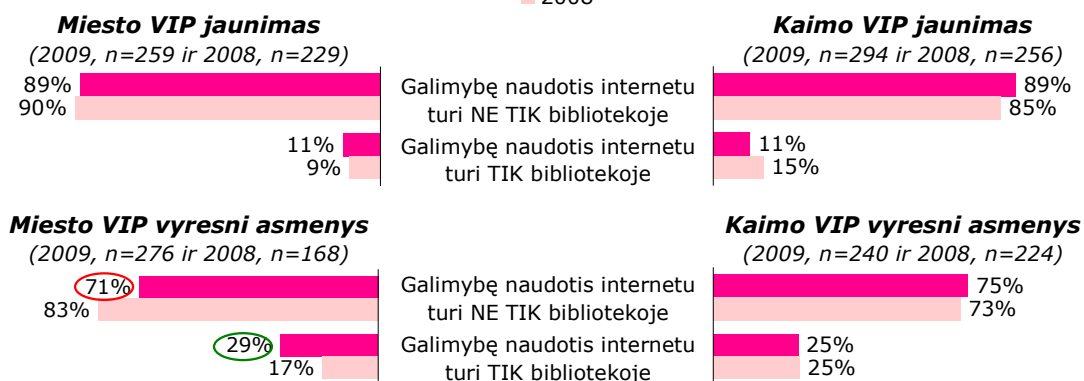 2008
Miesto VIP jaunimas
(2009, n=259 ir 2008, n=229)
89%
90%
11%
9%
Galimybę naudotis internetu
turi NE TIK bibliotekoje
Galimybę naudotis internetu
turi TIK bibliotekoje
Kaimo VIP jaunimas
(2009, n=294 ir 2008, n=256)
89%
85%
11%
15%
Miesto VIP vyresni asmenys
(2009, n=276 ir 2008, n=168)
71%
83%
29%
17%
Galimybę naudotis internetu
turi NE TIK bibliotekoje
Galimybę naudotis internetu
turi TIK bibliotekoje
Kaimo VIP vyresni asmenys
(2009, n=240 ir 2008, n=224)
75%
73%
25%
25%